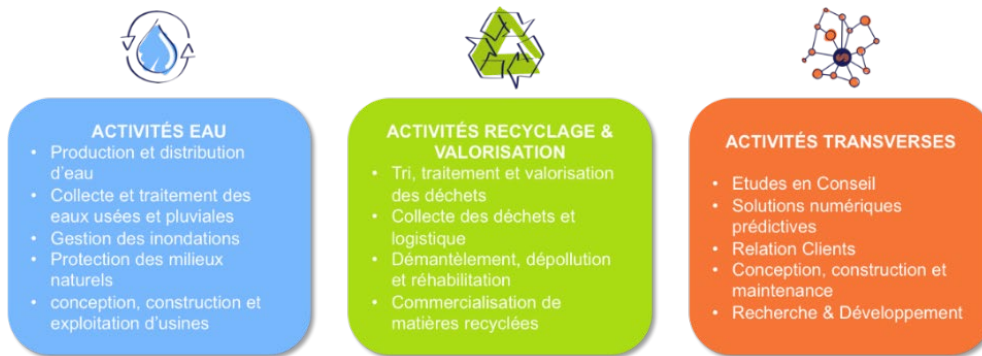 ACTIVITÉS EAU
• Production et distribution
d'eau
• Collecte et traitement des
eaux usées et pluviales
• Gestion des inondations
• Protection des milieux
naturels
• conception, construction et
exploitation d'usines
ACTIVITÉS RECYCLAGE &
VALORISATION
• Tri, traitement et valorisation
des déchets
• Collecte des déchets et
logistique
• Démantèlement, dépollution
et réhabilitation
• Commercialisation de
matières recyclées
ACTIVITÉS TRANSVERSES
• Etudes en Conseil
• Solutions numériques
prédictives
• Relation Clients
• Conception, construction et
maintenance
• Recherche & Développement